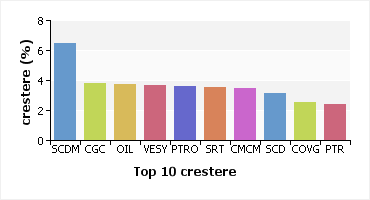 8
6
4
2
0
crestere (%)
SCDM CGC OIL VESY PTRO SRT CMCM SCD COVG PTR
Top 10 crestere